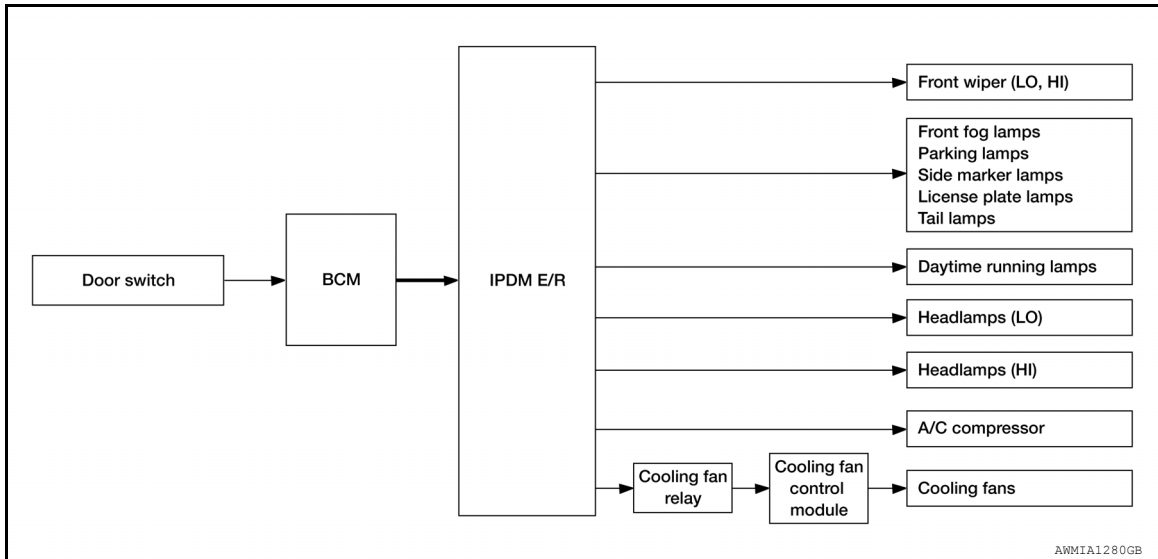 Door switch
BCM
IPDM E/R
Front wiper (LO, HI)
Front fog lamps
Parking lamps
Side marker lamps
License plate lamps
Tail lamps
Daytime running lamps
Headlamps (LO)
Headlamps (HI)
A/C compressor
Cooling fan
relay
Cooling fan
control
module
Cooling fans
AWMIA1280GB